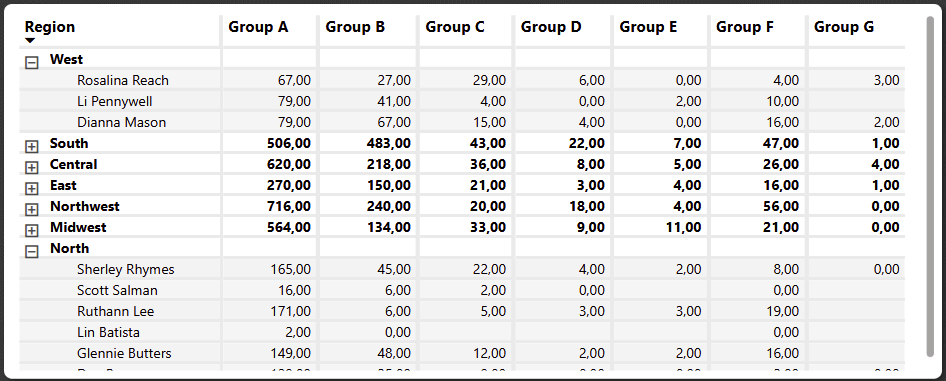 Region Group A Group B Group C Group D Group E Group F Group G
West
Rosalina Reach 67,00 27,00 29,00 6,00 0,00 4,00 3,00
Li Pennywell 79,00 41,00 4,00 0,00 2,00 10,00
Dianna Mason 79,00 67,00 15,00 4,00 0,00 16,00 2,00
South 506,00 483,00 43,00 22,00 7,00 47,00 1,00
Central 620,00 218,00 36,00 8,00 5,00 26,00 4,00
East 270,00 150,00 21,00 3,00 4,00 16,00 1,00
Northwest 716,00 240,00 20,00 18,00 4,00 56,00 0,00
Midwest 564,00 134,00 33,00 9,00 11,00 21,00 0,00
North
Sherley Rhymes 165,00 45,00 22,00 4,00 2,00 8,00 0,00
Scott Salman 16,00 6,00 2,00 0,00 0,00
Ruthann Lee 171,00 6,00 5,00 3,00 3,00 19,00
Lin Batista 2,00 0,00 0,00
Glennie Butters 149,00 48,00 12,00 2,00 2,00 16,00